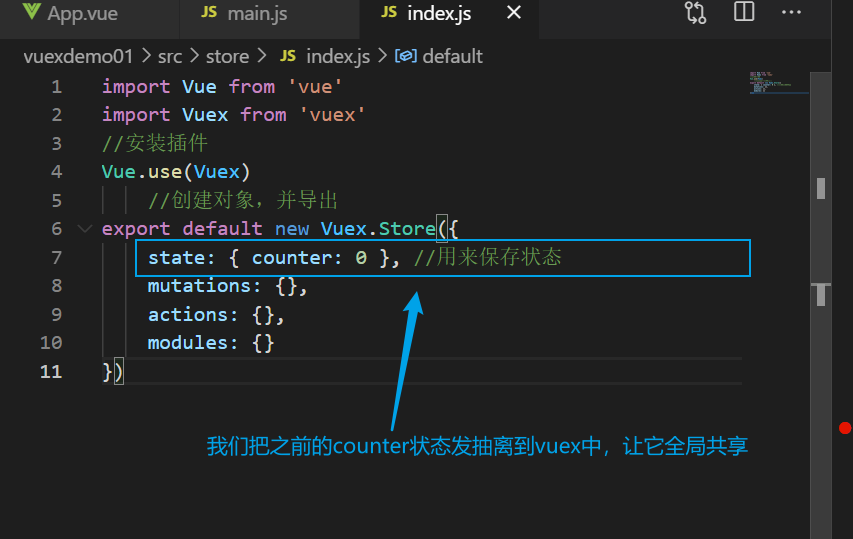 App.vue JS main.js JS index.js
vuexdemo01 > src > store > JS index.js > default
1 import Vue from 'vue'
2 import Vuex from 'vuex'
3 //安装插件
4 Vue.use(Vuex)
5 //创建对象，并导出
6 export default new Vuex.Store({
7 state: { counter: 0 }, //用来保存状态
8 mutations: {},
9 actions: {},
10 modules: {}
11 })
我们把之前的counter状态发抽离到vuex中，让它全局共享